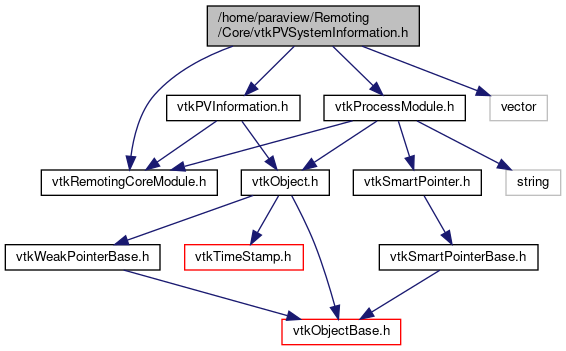 /home/paraview/Remoting
/Core/vtkPVSystemInformation.h
vtkPVInformation.h
vtkProcessModule.h
vector
vtkRemotingCoreModule.h
vtkObject.h
vtkSmartPointer.h
string
vtkWeakPointerBase.h
vtkTimeStamp.h
vtkSmartPointerBase.h
vtkObjectBase.h